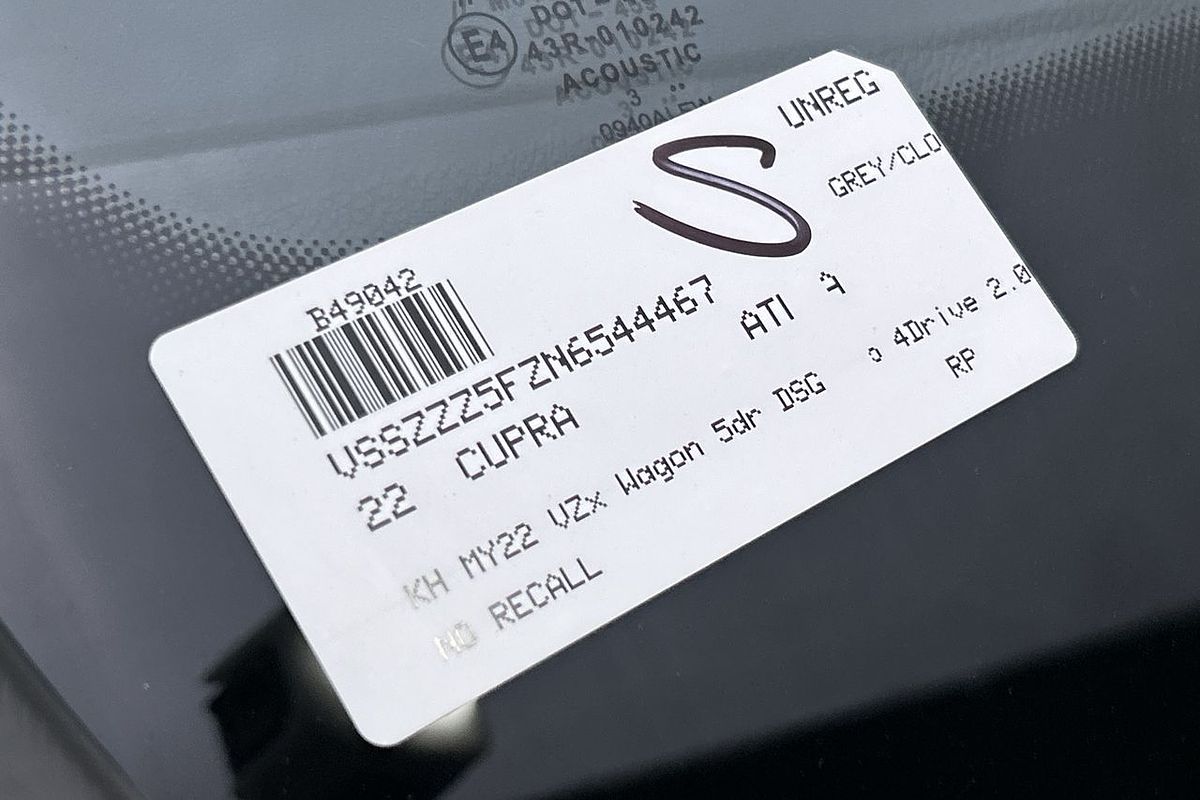 E4
43R-010242
ACOUSTIC
UNREG
S
GREY/CLO
B49042
VSSZZZ5FZN6544467
22 CUPRA
ATI
KH MY22 VZx Wagon 5dr DSG
4Drive 2.0
NO RECALL
RP